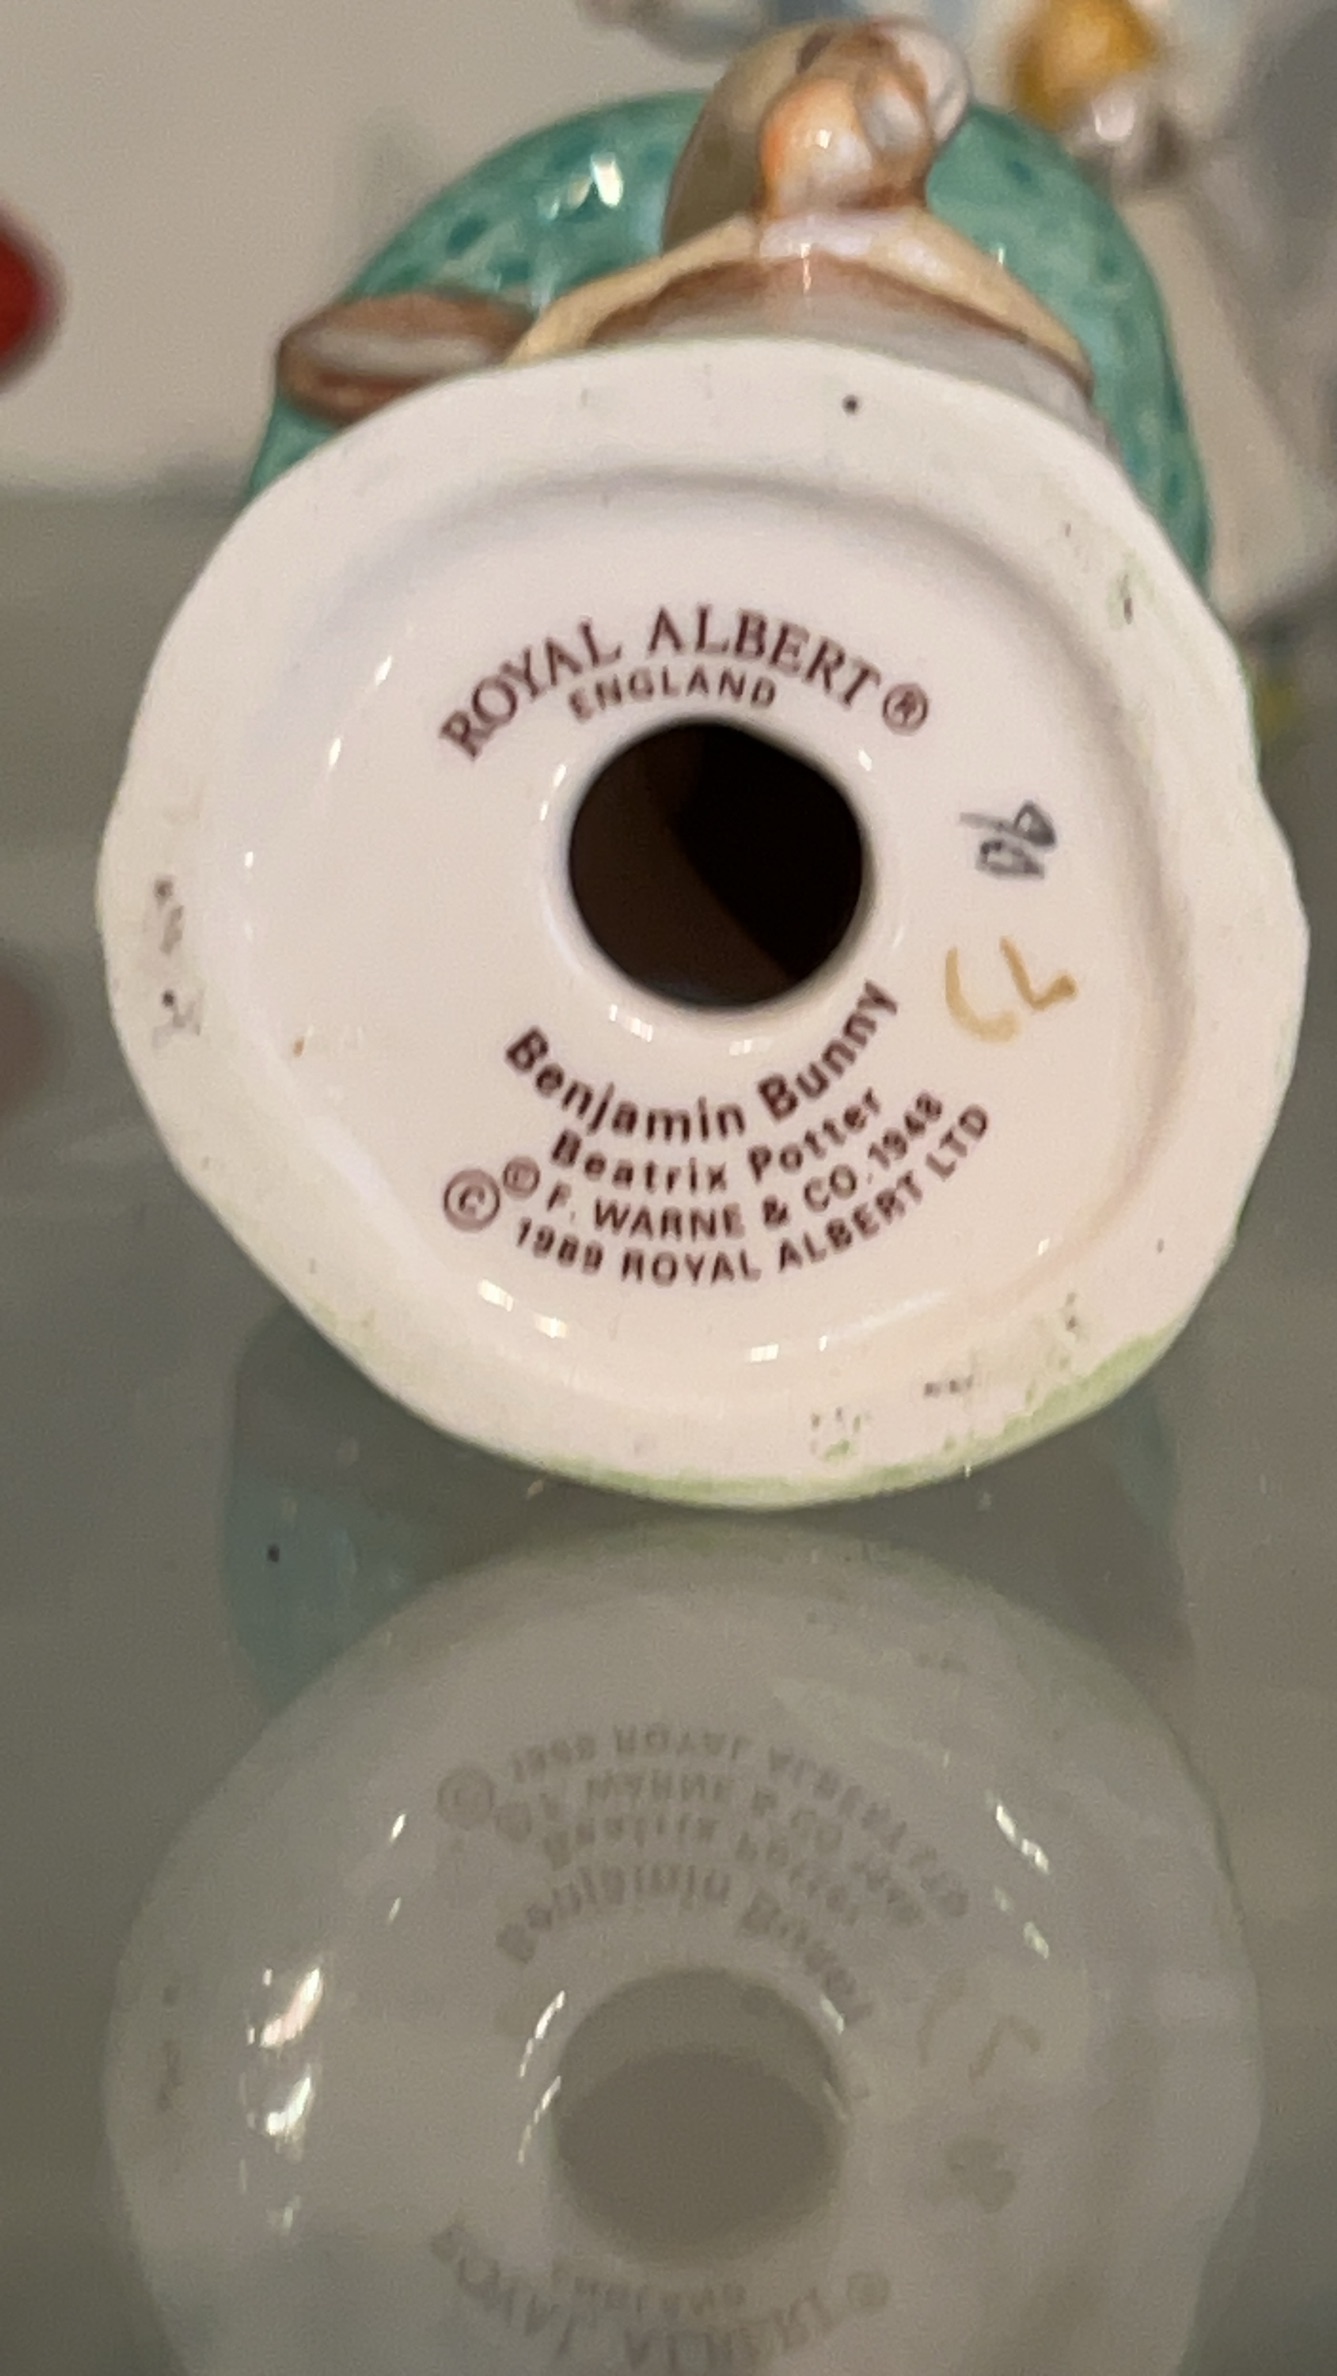 ROYAL ALBERT®
ENGLAND
Benjamin Bunny
Beatrix Potter
© F. WARNE & CO. 1948
© 1989 ROYAL ALBERT LTD